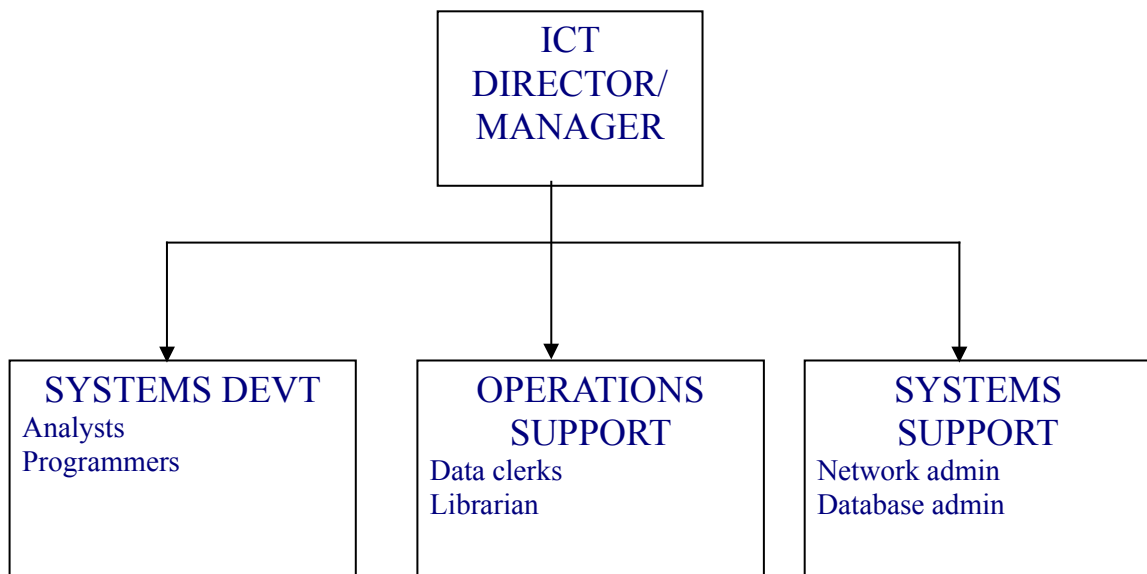 ICT
DIRECTOR/
MANAGER
SYSTEMS DEVT
Analysts
Programmers
OPERATIONS
SUPPORT
Data clerks
Librarian
SYSTEMS
SUPPORT
Network admin
Database admin